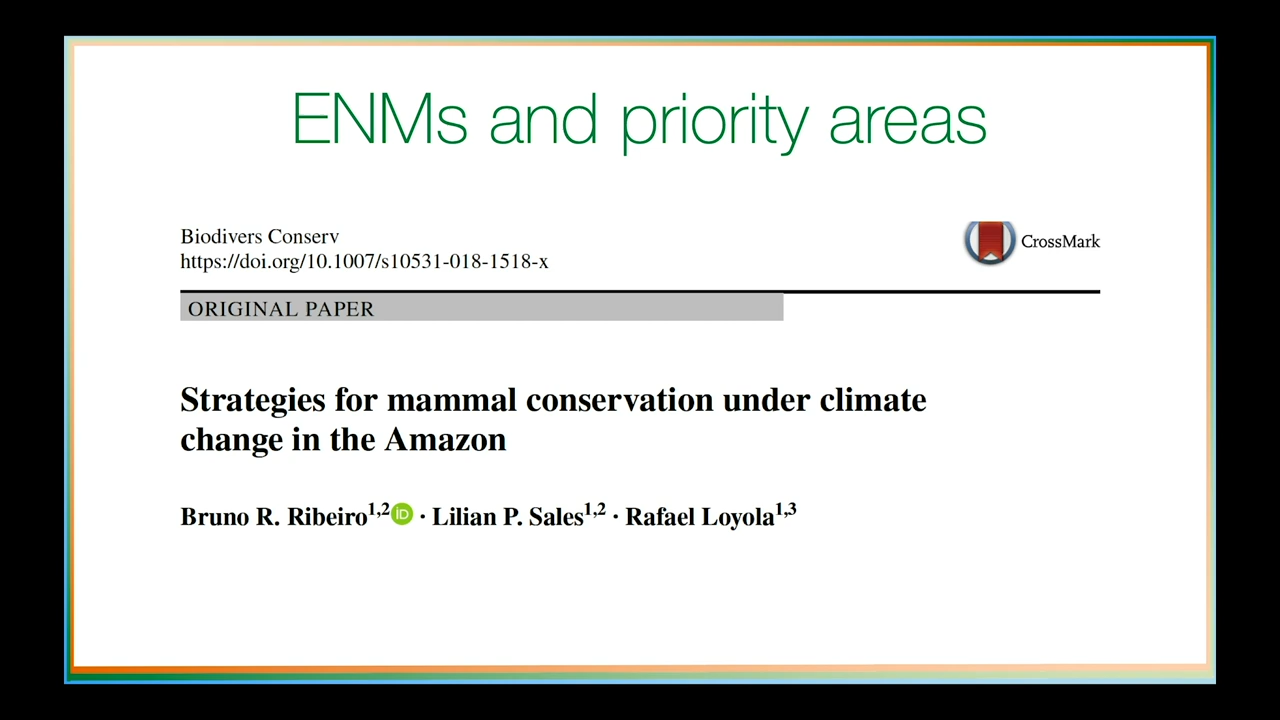 ENMs and priority areas
Biodivers Conserv
https://doi.org/10.1007/s10531-018-1518-x
CrossMark
ORIGINAL PAPER
Strategies for mammal conservation under climate
change in the Amazon
Bruno R. Ribeiro1,2 iD · Lilian P. Sales1,2 · Rafael Loyola1,3